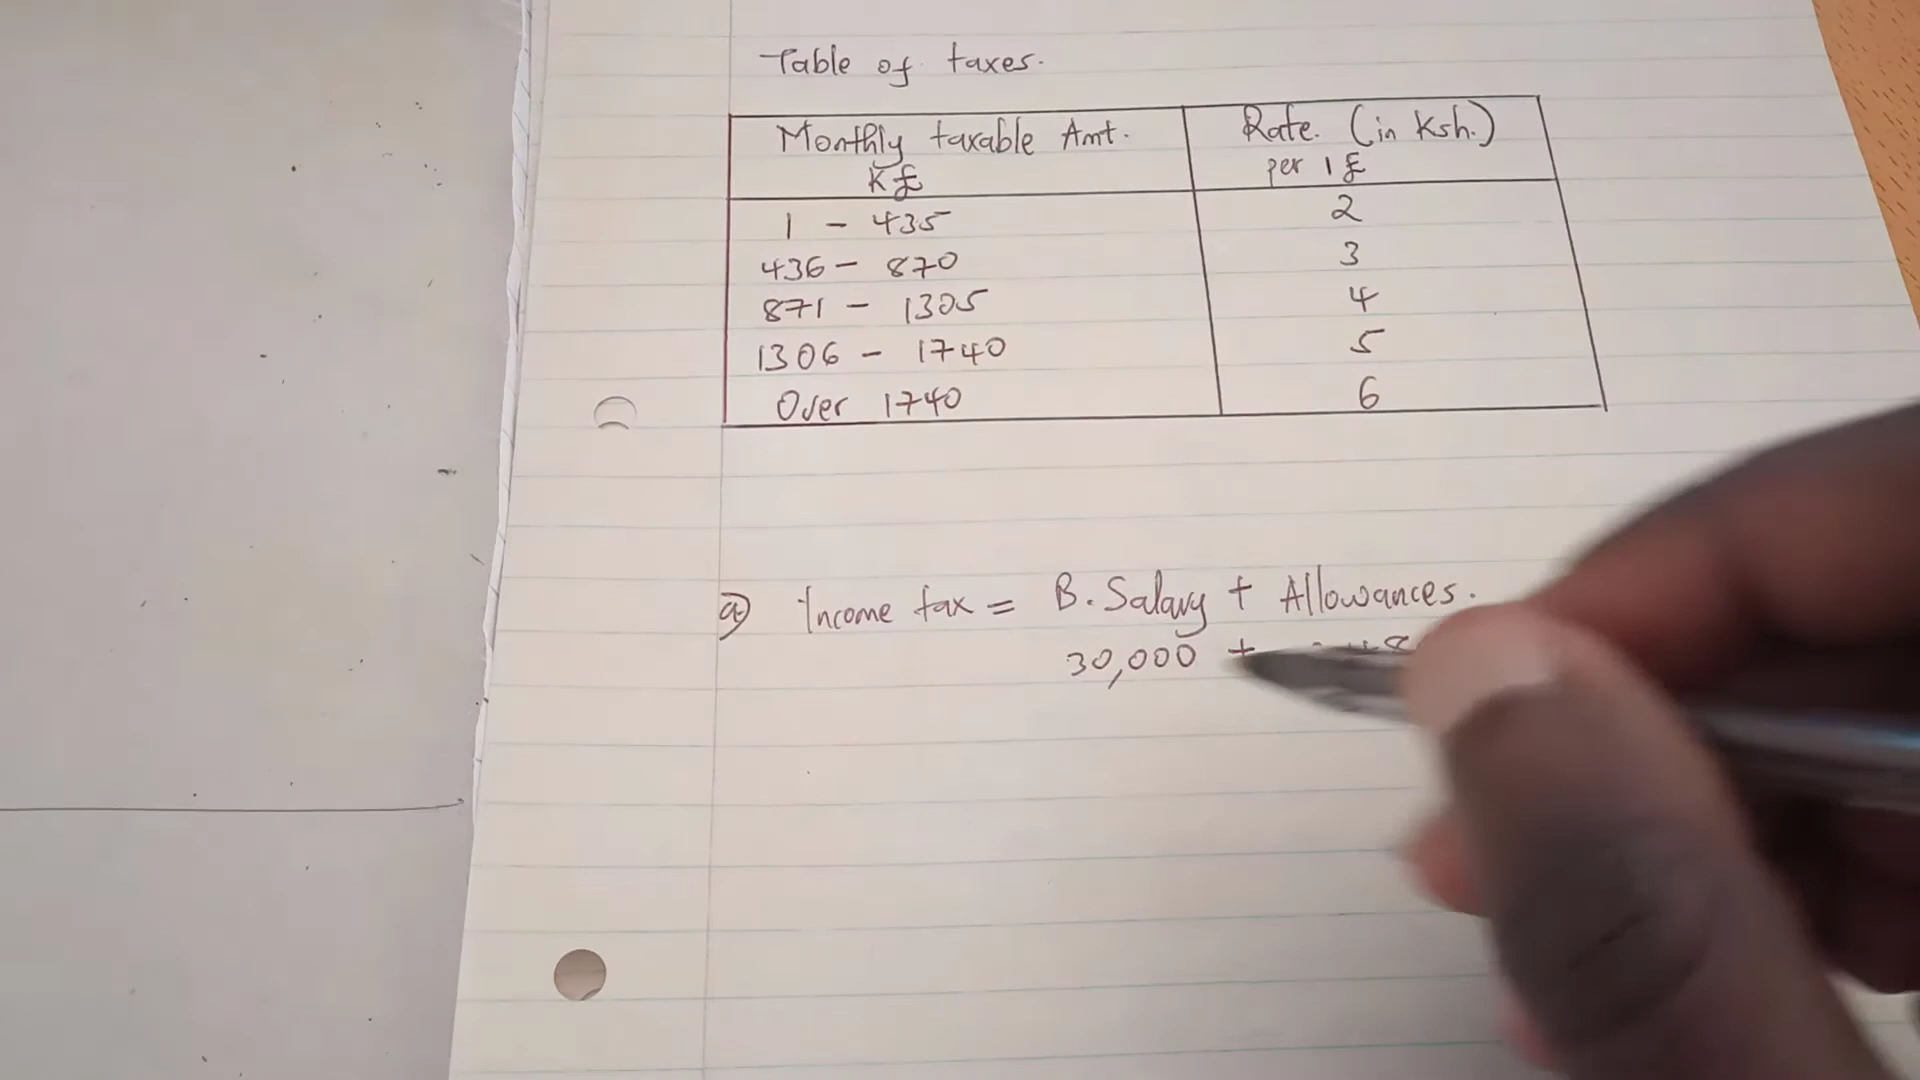 Table of taxes.
Monthly taxable Amt.
K£
Rate. (in Ksh.)
per 1 £
1 - 435
2
436 - 870
3
871 - 1305
4
1306 - 1740
5
Over 1740
6
a) Income tax = B. Salary + Allowances.
30,000 +